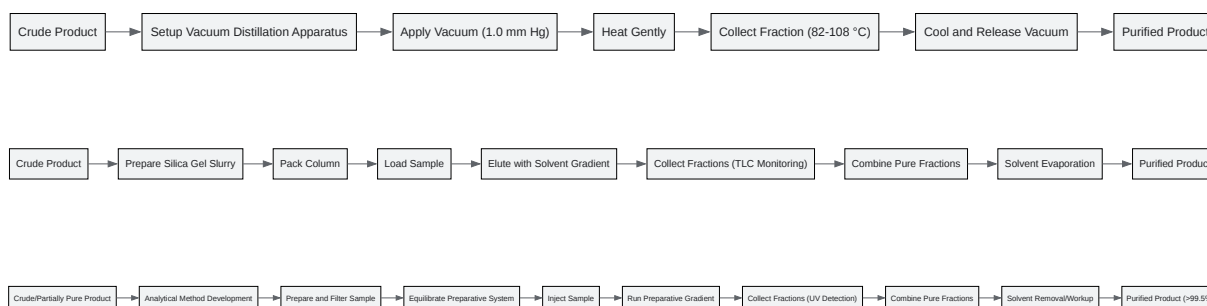 Crude Product
Setup Vacuum Distillation Apparatus
Apply Vacuum (1.0 mm Hg)
Heat Gently
Collect Fraction (82-108 °C)
Cool and Release Vacuum
Purified Product
Crude Product
Prepare Silica Gel Slurry
Pack Column
Load Sample
Elute with Solvent Gradient
Collect Fractions (TLC Monitoring)
Combine Pure Fractions
Solvent Evaporation
Purified Produc
Crude/Partially Pure Product
Analytical Method Development
Prepare and Filter Sample
Equilibrate Preparative System
Inject Sample
Run Preparative Gradient
Collect Fractions (UV Detection)
Combine Pure Fractions
Solvent Removal/Workup
Purified Product (>99.5%